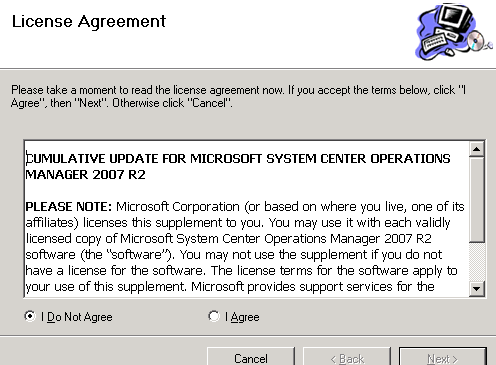 License Agreement
Please take a moment to read the license agreement now. If you accept the terms below, click "I
Agree", then "Next". Otherwise click "Cancel".
CUMULATIVE UPDATE FOR MICROSOFT SYSTEM CENTER OPERATIONS
MANAGER 2007 R2
PLEASE NOTE: Microsoft Corporation (or based on where you live, one of its
affiliates) licenses this supplement to you. You may use it with each validly
licensed copy of Microsoft System Center Operations Manager 2007 R2
software (the “software”). You may not use the supplement if you do not
have a license for the software. The license terms for the software apply to
your use of this supplement. Microsoft provides support services for the
I Do Not Agree
I Agree
Cancel
< Back
Next >